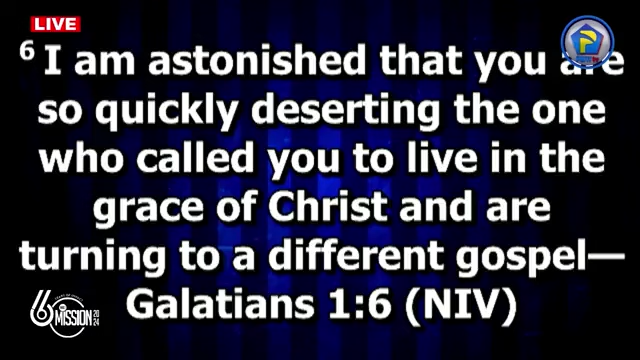 LIVE
6 I am astonished that you are
so quickly deserting the one
who called you to live in the
grace of Christ and are
turning to a different gospel—
Galatians 1:6 (NIV)
MISSION
2024